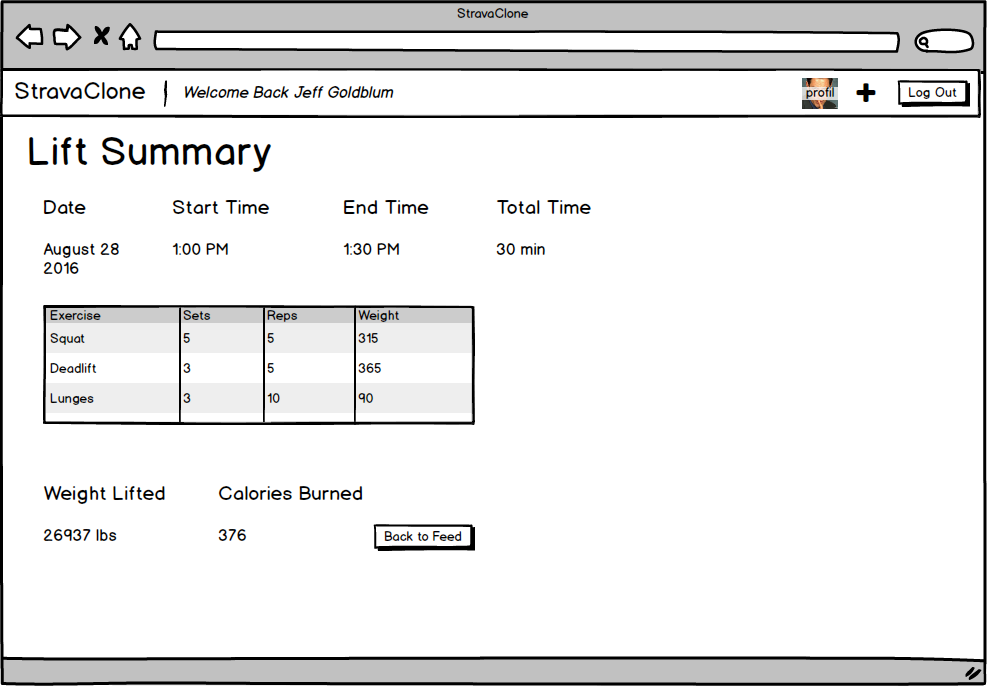 StravaClone
StravaClone
Welcome Back Jeff Goldblum
profil
Log Out
Lift Summary
Date Start Time End Time Total Time
August 28 1:00 PM 1:30 PM 30 min
2016
Exercise Sets Reps Weight
Squat 5 5 315
Deadlift 3 5 365
Lunges 3 10 90
Weight Lifted Calories Burned
26937 lbs 376 Back to Feed